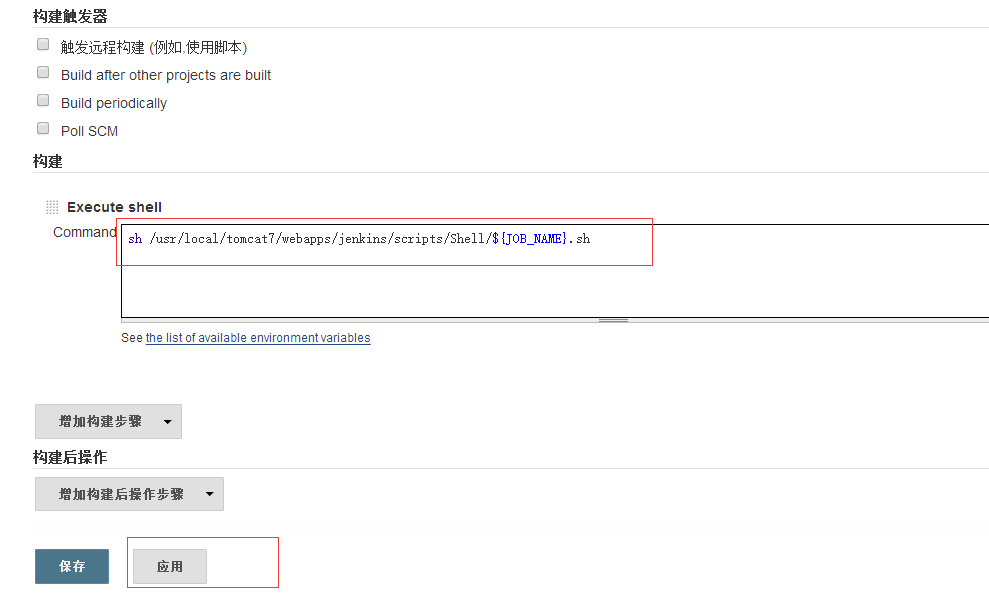 构建触发器
触发远程构建 (例如,使用脚本)
Build after other projects are built
Build periodically
Poll SCM
构建
Execute shell
Command
sh /usr/local/tomcat7/webapps/jenkins/scripts/Shell/${JOB_NAME}.sh
See the list of available environment variables
增加构建步骤
构建后操作
增加构建后操作步骤
保存 应用